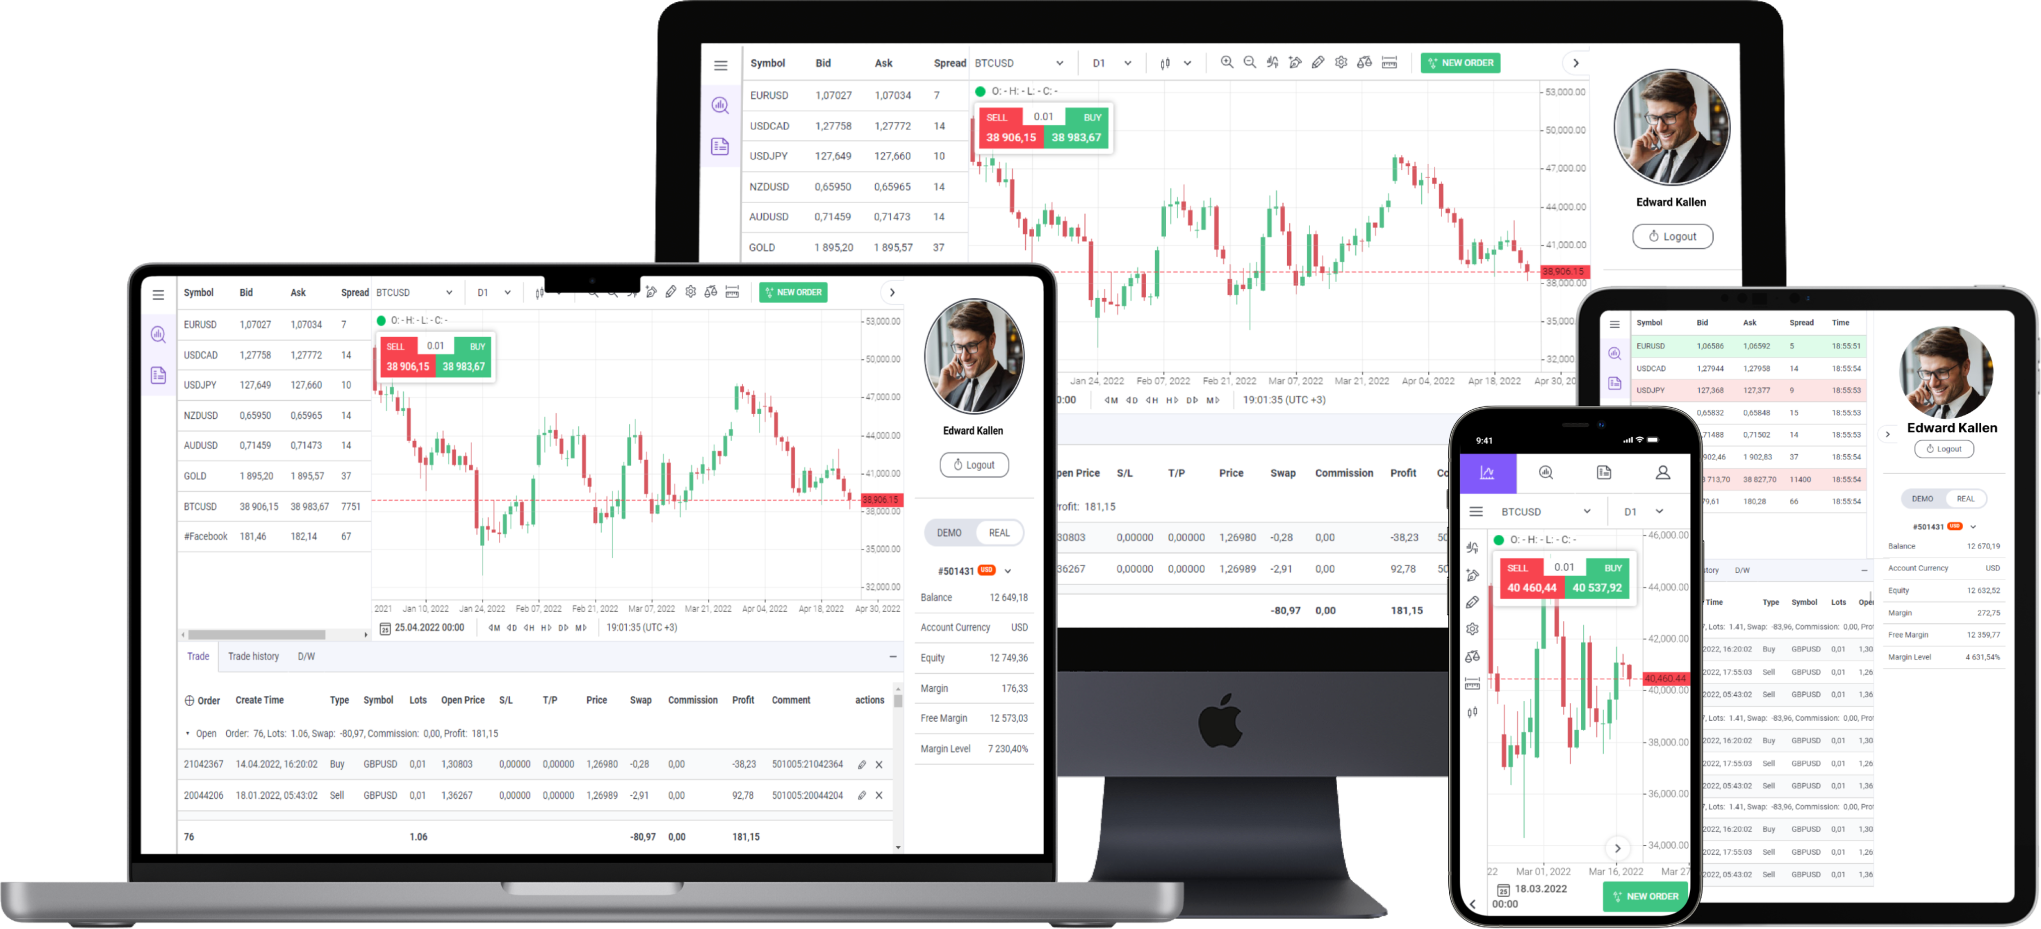 Symbol Bid Ask Spread BTCUSD D1 NEW ORDER
EURUSD 1,07027 1,07034 7
USDCAD 1,27758 1,27772 14
USDJPY 127,649 127,660 10
NZDUSD 0,65950 0,65965 14
AUDUSD 0,71459 0,71473 14
GOLD 1 895,20 1 895,57 37
O: - H: - L: - C: -
SELL 0.01 BUY
38 906,15 38 983,67
53,000.00
50,000.00
47,000.00
44,000.00
41,000.00
38,906.15
38,000.00
35,000
32,000
Jan 24, 2022 Feb 07, 2022 Feb 21, 2022 Mar 07, 2022 Mar 21, 2022 Apr 04, 2022 Apr 18, 2022 Apr 30, 20
00:00 M D H H D M 19:01:35 (UTC +3)
Edward Kallen
Logout
pen Price S/L T/P Price Swap Commission Profit Co
rofit: 181,15
30803 0,00000 0,00000 1,26980 -0,28 0,00 -38,23 50
36267 0,00000 0,00000 1,26989 -2,91 0,00 92,78 50
-80,97 0,00 181,15
Symbol Bid Ask Spread BTCUSD D1 NEW ORDER
EURUSD 1,07027 1,07034 7
USDCAD 1,27758 1,27772 14
USDJPY 127,649 127,660 10
NZDUSD 0,65950 0,65965 14
AUDUSD 0,71459 0,71473 14
GOLD 1 895,20 1 895,57 37
BTCUSD 38 906,15 38 983,67 7751
#Facebook 181,46 182,14 67
O: - H: - L: - C: -
SELL 0.01 BUY
38 906,15 38 983,67
53,000.00
50,000.00
47,000.00
44,000.00
41,000.00
38,906.15
38,000.00
35,000.00
32,000.00
2021 Jan 10, 2022 Jan 24, 2022 Feb 07, 2022 Feb 21, 2022 Mar 07, 2022 Mar 21, 2022 Apr 04, 2022 Apr 18, 2022 Apr 30, 2022
25 25.04.2022 00:00 M D H H D M 19:01:35 (UTC +3)
Trade Trade history D/W
Order Create Time Type Symbol Lots Open Price S/L T/P Price Swap Commission Profit Comment actions
Open Order: 76, Lots: 1.06, Swap: -80,97, Commission: 0,00, Profit: 181,15
21042367 14.04.2022, 16:20:02 Buy GBPUSD 0,01 1,30803 0,00000 0,00000 1,26980 -0,28 0,00 -38,23 501005:21042364
20044206 18.01.2022, 05:43:02 Sell GBPUSD 0,01 1,36267 0,00000 0,00000 1,26989 -2,91 0,00 92,78 501005:20044204
76 1.06 -80,97 0,00 181,15
Edward Kallen
Logout
DEMO REAL
#501431 USD
Balance 12 649,18
Account Currency USD
Equity 12 749,36
Margin 176,33
Free Margin 12 573,03
Margin Level 7 230,40%
9:41
BTCUSD D1
O: - H: - L: - C: -
SELL 0.01 BUY
40 460,44 40 537,92
46,000.00
44,000.00
42,000.00
40,460.44
40,000.00
38,000.00
36,000.00
34,000.00
22 Mar 01, 2022 Mar 16, 2022 Mar 27
25 18.03.2022
00:00
NEW ORDER
Symbol Bid Ask Spread Time
EURUSD 1,06586 1,06592 5 18:55:51
USDCAD 1,27944 1,27958 14 18:55:54
USDJPY 127,368 127,377 9 18:55:53
0,65832 0,65848 15 18:55:53
,71488 0,71502 14 18:55:53
902,46 1 902,83 37 18:55:54
713,70 38 827,70 11400 18:55:54
79,61 180,28 66 18:55:54
story D/W
Time Type Symbol Lots Open
, Lots: 1.41, Swap: -83,96, Commission: 0,00, Prof
2022, 16:20:02 Buy GBPUSD 0,01 1,30
2022, 17:55:03 Sell GBPUSD 0,01 1,26
2022, 05:43:02 Sell GBPUSD 0,01 1,36
, Lots: 1.41, Swap: -83,96, Commission: 0,00, Prof
2022, 16:20:02 Buy GBPUSD 0,01 1,30
2022, 17:55:03 Sell GBPUSD 0,01 1,26
2022, 05:43:02 Sell GBPUSD 0,01 1,36
, Lots: 1.41, Swap: -83,96, Commission: 0,00, Prof
2022, 16:20:02 Buy GBPUSD 0,01 1,30
2022, 17:55:03 Sell GBPUSD 0,01 1,26
2022, 05:43:02 Sell GBPUSD 0,01 1,36
Edward Kallen
Logout
DEMO REAL
#501431 USD
Balance 12 670,19
Account Currency USD
Equity 12 632,52
Margin 272,75
Free Margin 12 359,77
Margin Level 4 631,54%